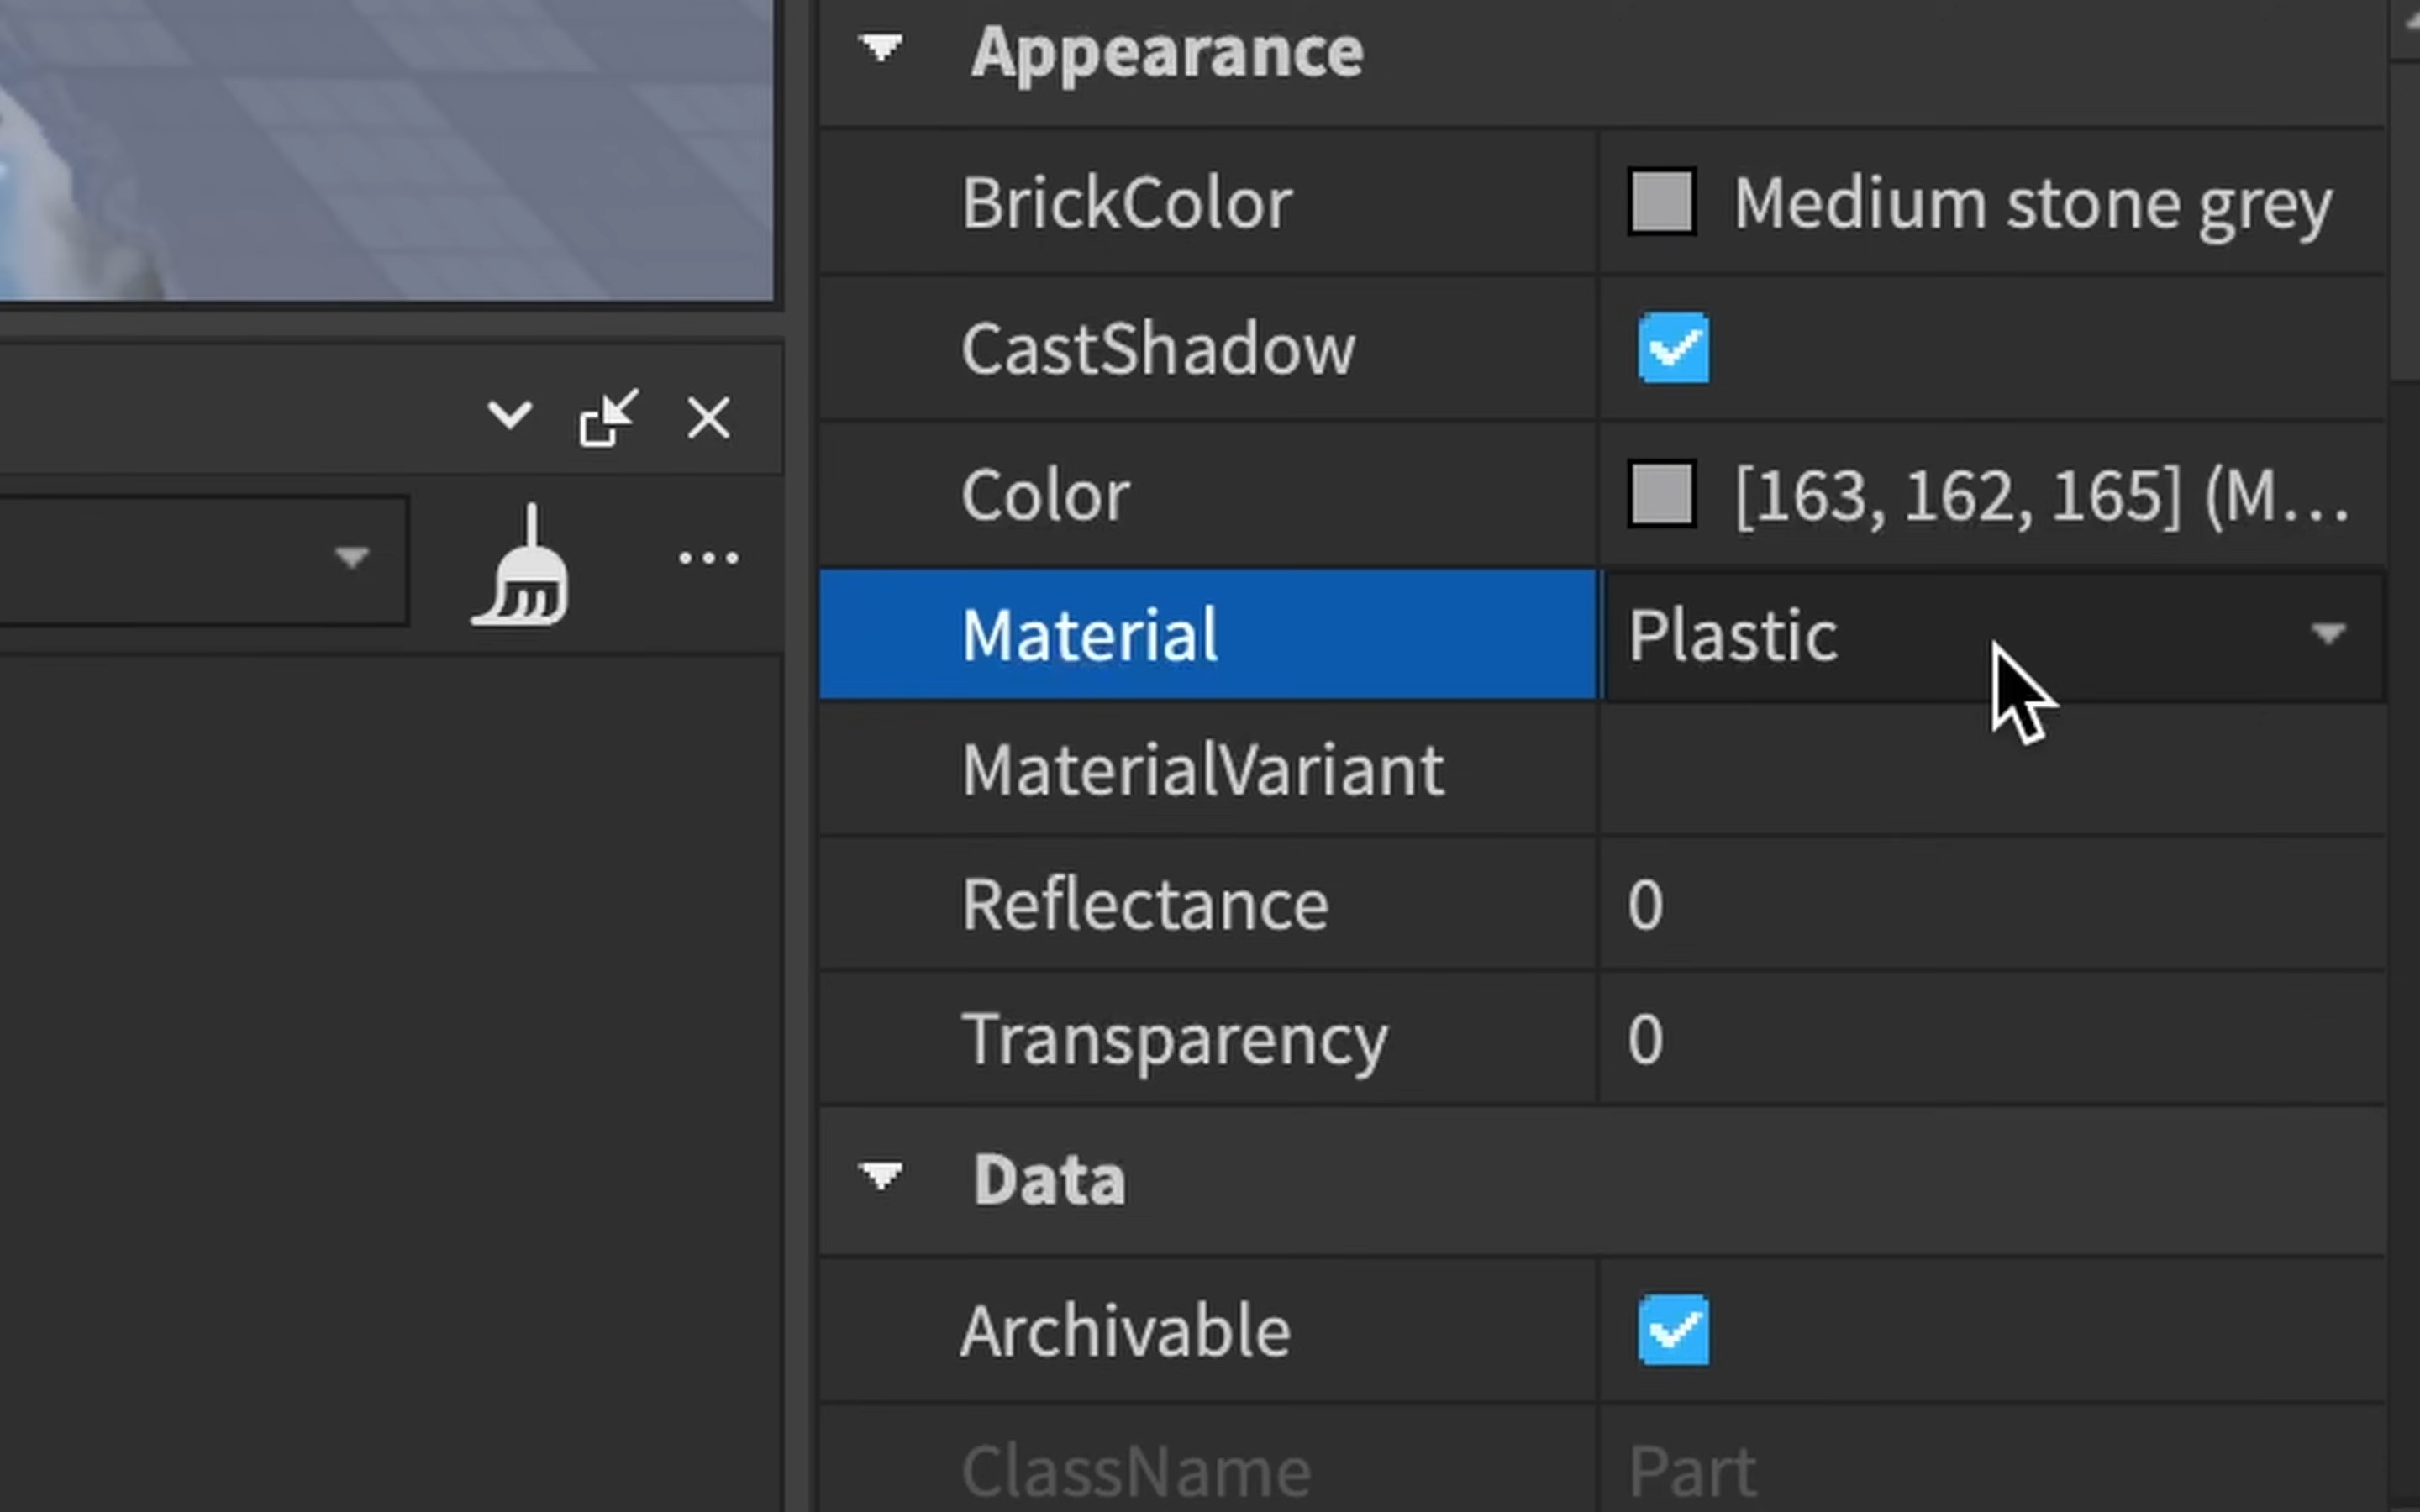 Appearance
BrickColor Medium stone grey
CastShadow
Color [163, 162, 165] (M...
Material Plastic
MaterialVariant
Reflectance 0
Transparency 0
Data
Archivable
ClassName Part